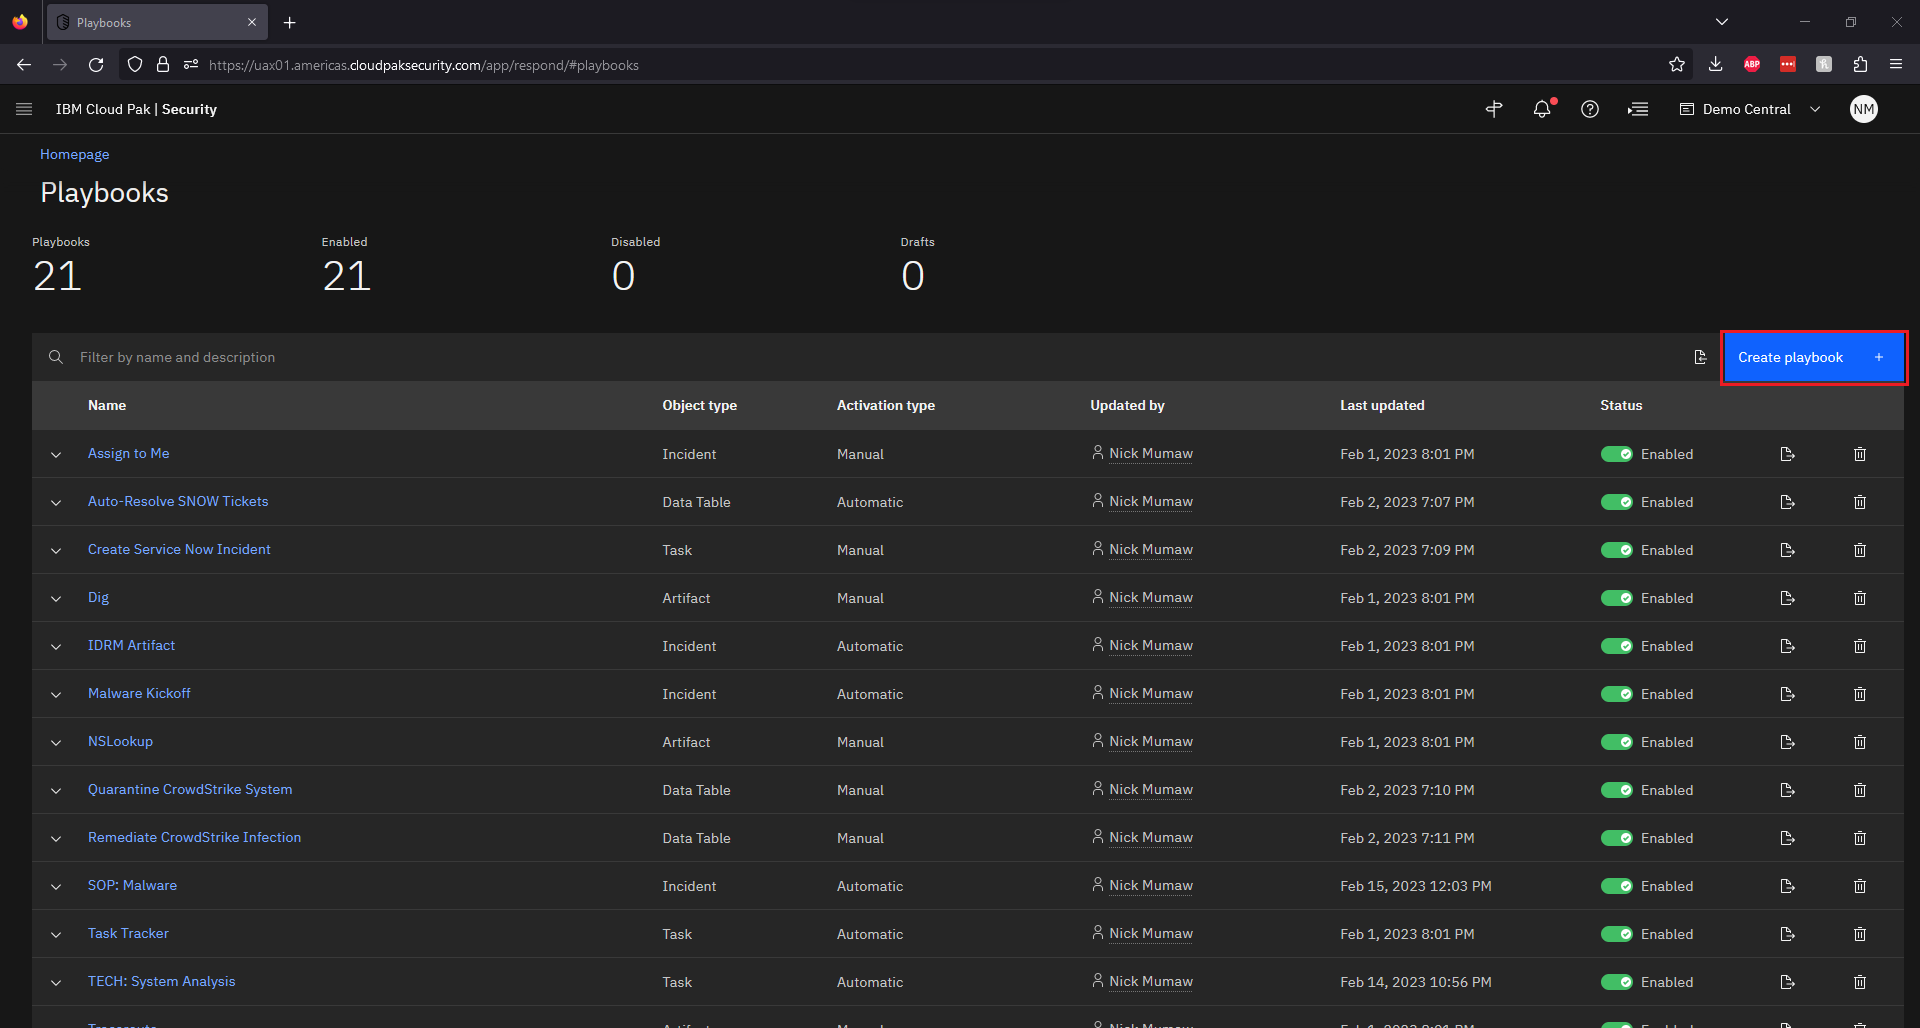 Playbooks
https://uax01.americas.cloudpaksecurity.com/app/respond/#playbooks
ABP
IBM Cloud Pak | Security
Demo Central
NM
Homepage
Playbooks
Playbooks Enabled Disabled Drafts
21 21 0 0
Filter by name and description
Create playbook +
Name Object type Activation type Updated by Last updated Status
Assign to Me Incident Manual Nick Mumaw Feb 1, 2023 8:01 PM Enabled
Auto-Resolve SNOW Tickets Data Table Automatic Nick Mumaw Feb 2, 2023 7:07 PM Enabled
Create Service Now Incident Task Manual Nick Mumaw Feb 2, 2023 7:09 PM Enabled
Dig Artifact Manual Nick Mumaw Feb 1, 2023 8:01 PM Enabled
IDRM Artifact Incident Automatic Nick Mumaw Feb 1, 2023 8:01 PM Enabled
Malware Kickoff Incident Automatic Nick Mumaw Feb 1, 2023 8:01 PM Enabled
NSLookup Artifact Manual Nick Mumaw Feb 1, 2023 8:01 PM Enabled
Quarantine CrowdStrike System Data Table Manual Nick Mumaw Feb 2, 2023 7:10 PM Enabled
Remediate CrowdStrike Infection Data Table Manual Nick Mumaw Feb 2, 2023 7:11 PM Enabled
SOP: Malware Incident Automatic Nick Mumaw Feb 15, 2023 12:03 PM Enabled
Task Tracker Task Automatic Nick Mumaw Feb 1, 2023 8:01 PM Enabled
TECH: System Analysis Task Automatic Nick Mumaw Feb 14, 2023 10:56 PM Enabled